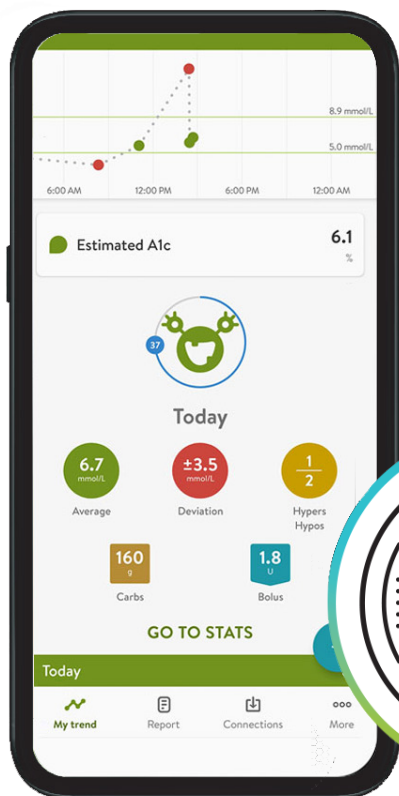 8.9 mmol/L
5.0 mmol/L
6:00 AM 12:00 PM 6:00 PM 12:00 AM
Estimated A1c 6.1
%
37
Today
6.7 ±3.5 1
mmol/L mmol/L 2
Average Deviation Hypers
Hypos
160 1.8
g U
Carbs Bolus
GO TO STATS
Today
My trend Report Connections More